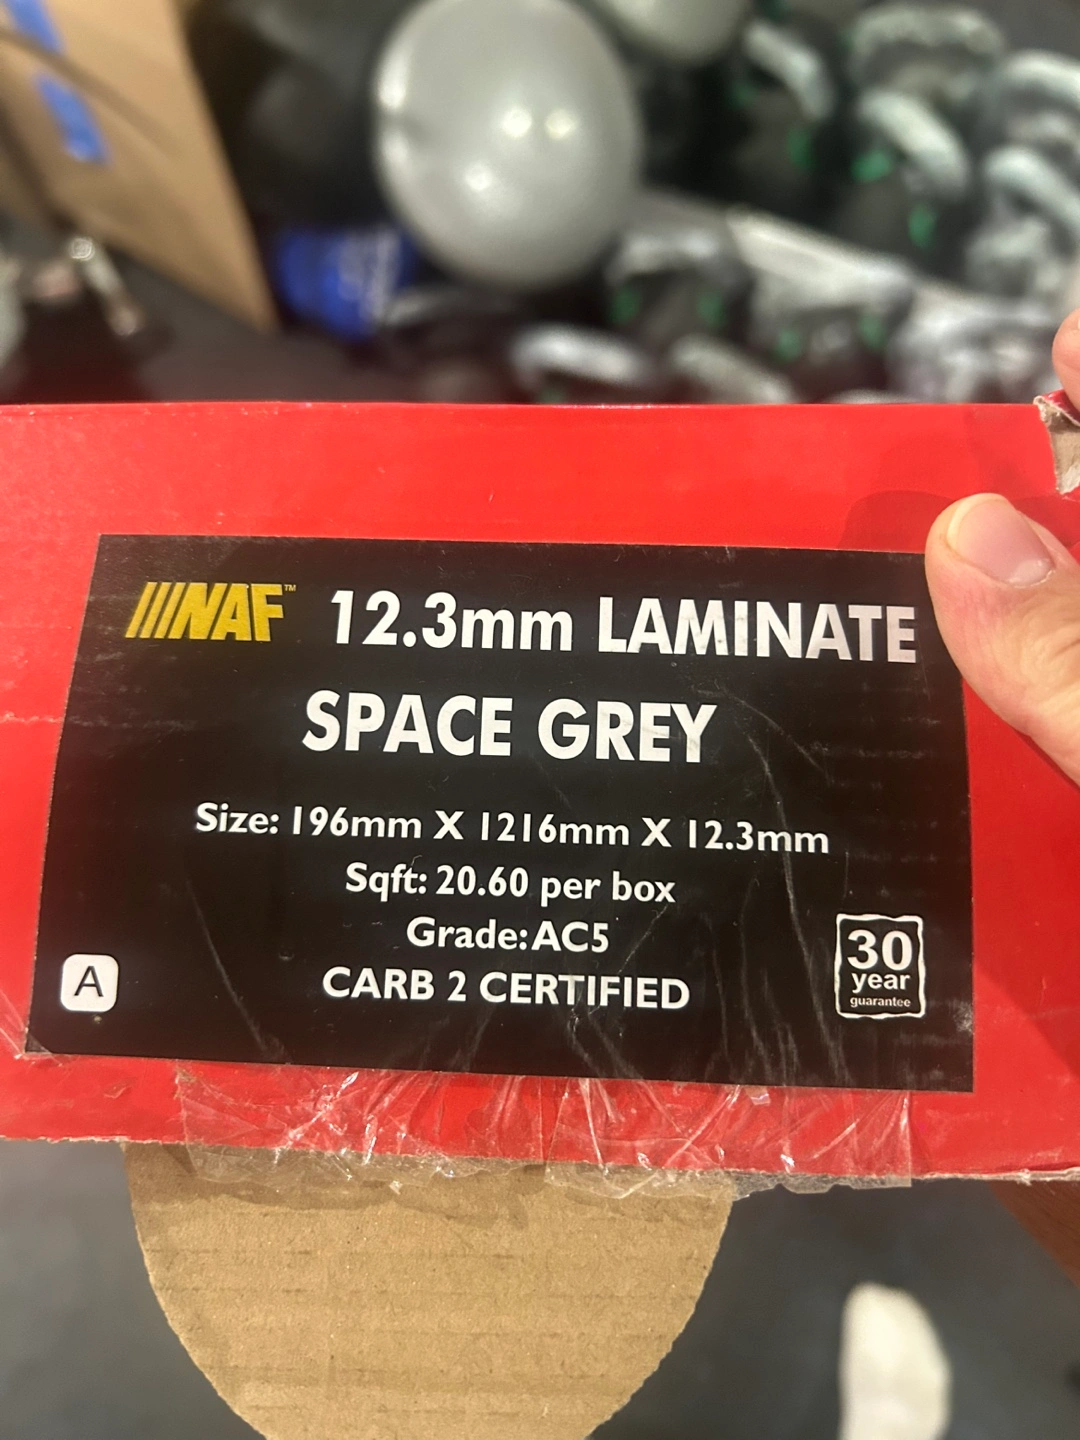 NAF™ 12.3mm LAMINATE
SPACE GREY
Size: 196mm X 1216mm X 12.3mm
Sqft: 20.60 per box
Grade: AC5
CARB 2 CERTIFIED
A
30
year
guarantee